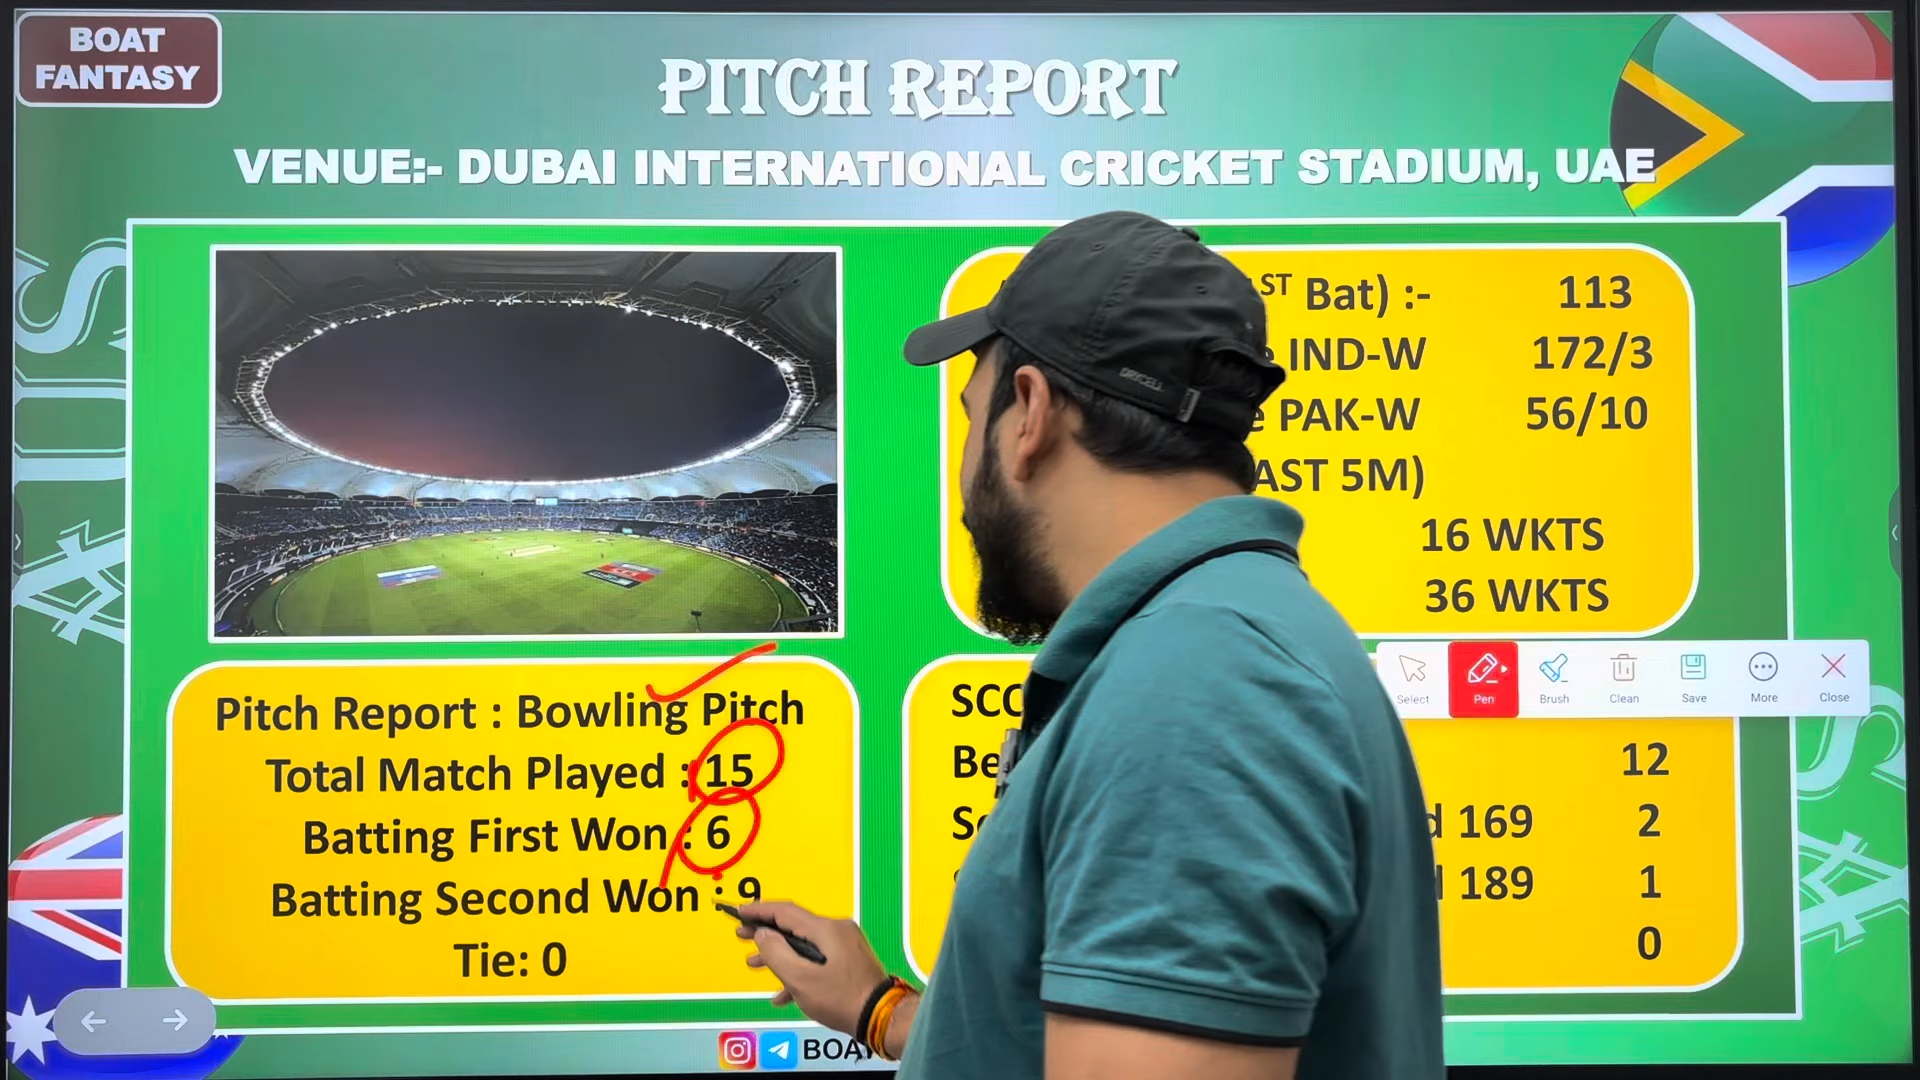 BOAT
FANTASY
PITCH REPORT
VENUE:- DUBAI INTERNATIONAL CRICKET STADIUM, UAE
AUS
ST Bat) :- 113
IND-W 172/3
PAK-W 56/10
5M)
16 WKTS
36 WKTS
Pitch Report : Bowling Pitch
Total Match Played : 15
Batting First Won : 6
Batting Second Won : 9
Tie: 0
12
169 2
189 1
0
Select
Pen
Brush
Clean
Save
More
Close
DRYCELL